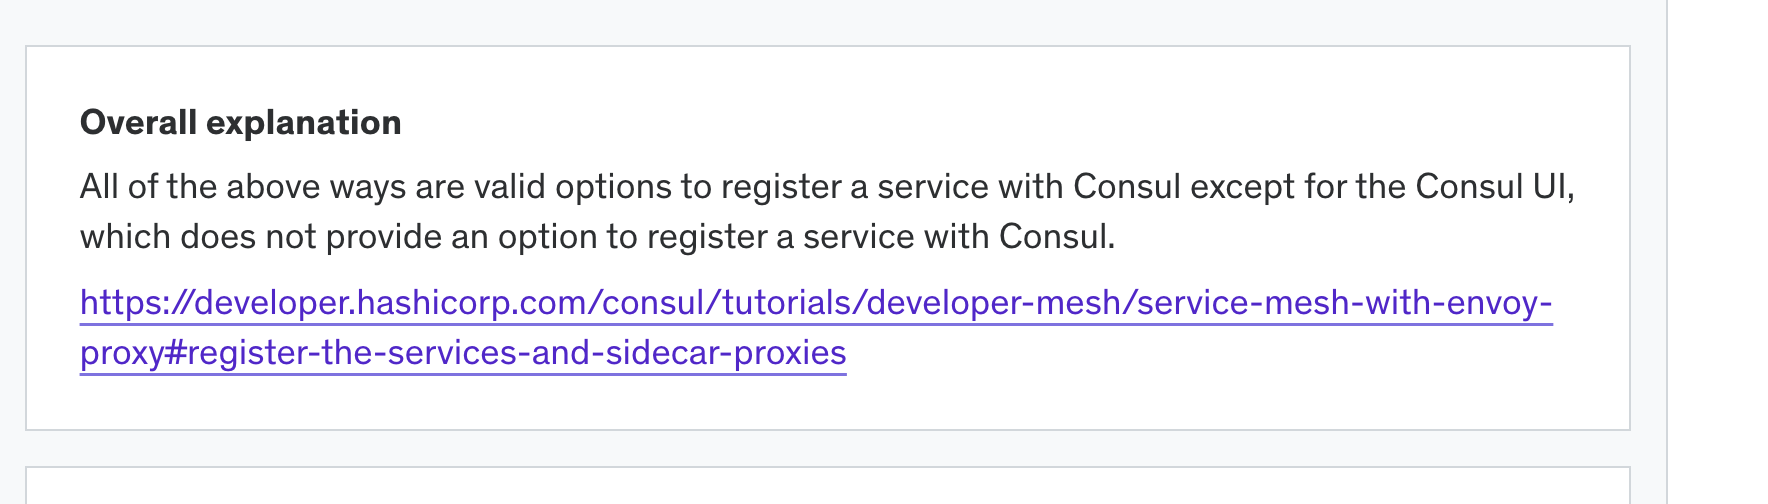 Overall explanation
All of the above ways are valid options to register a service with Consul except for the Consul UI,
which does not provide an option to register a service with Consul.
https://developer.hashicorp.com/consul/tutorials/developer-mesh/service-mesh-with-envoy-
proxy#register-the-services-and-sidecar-proxies